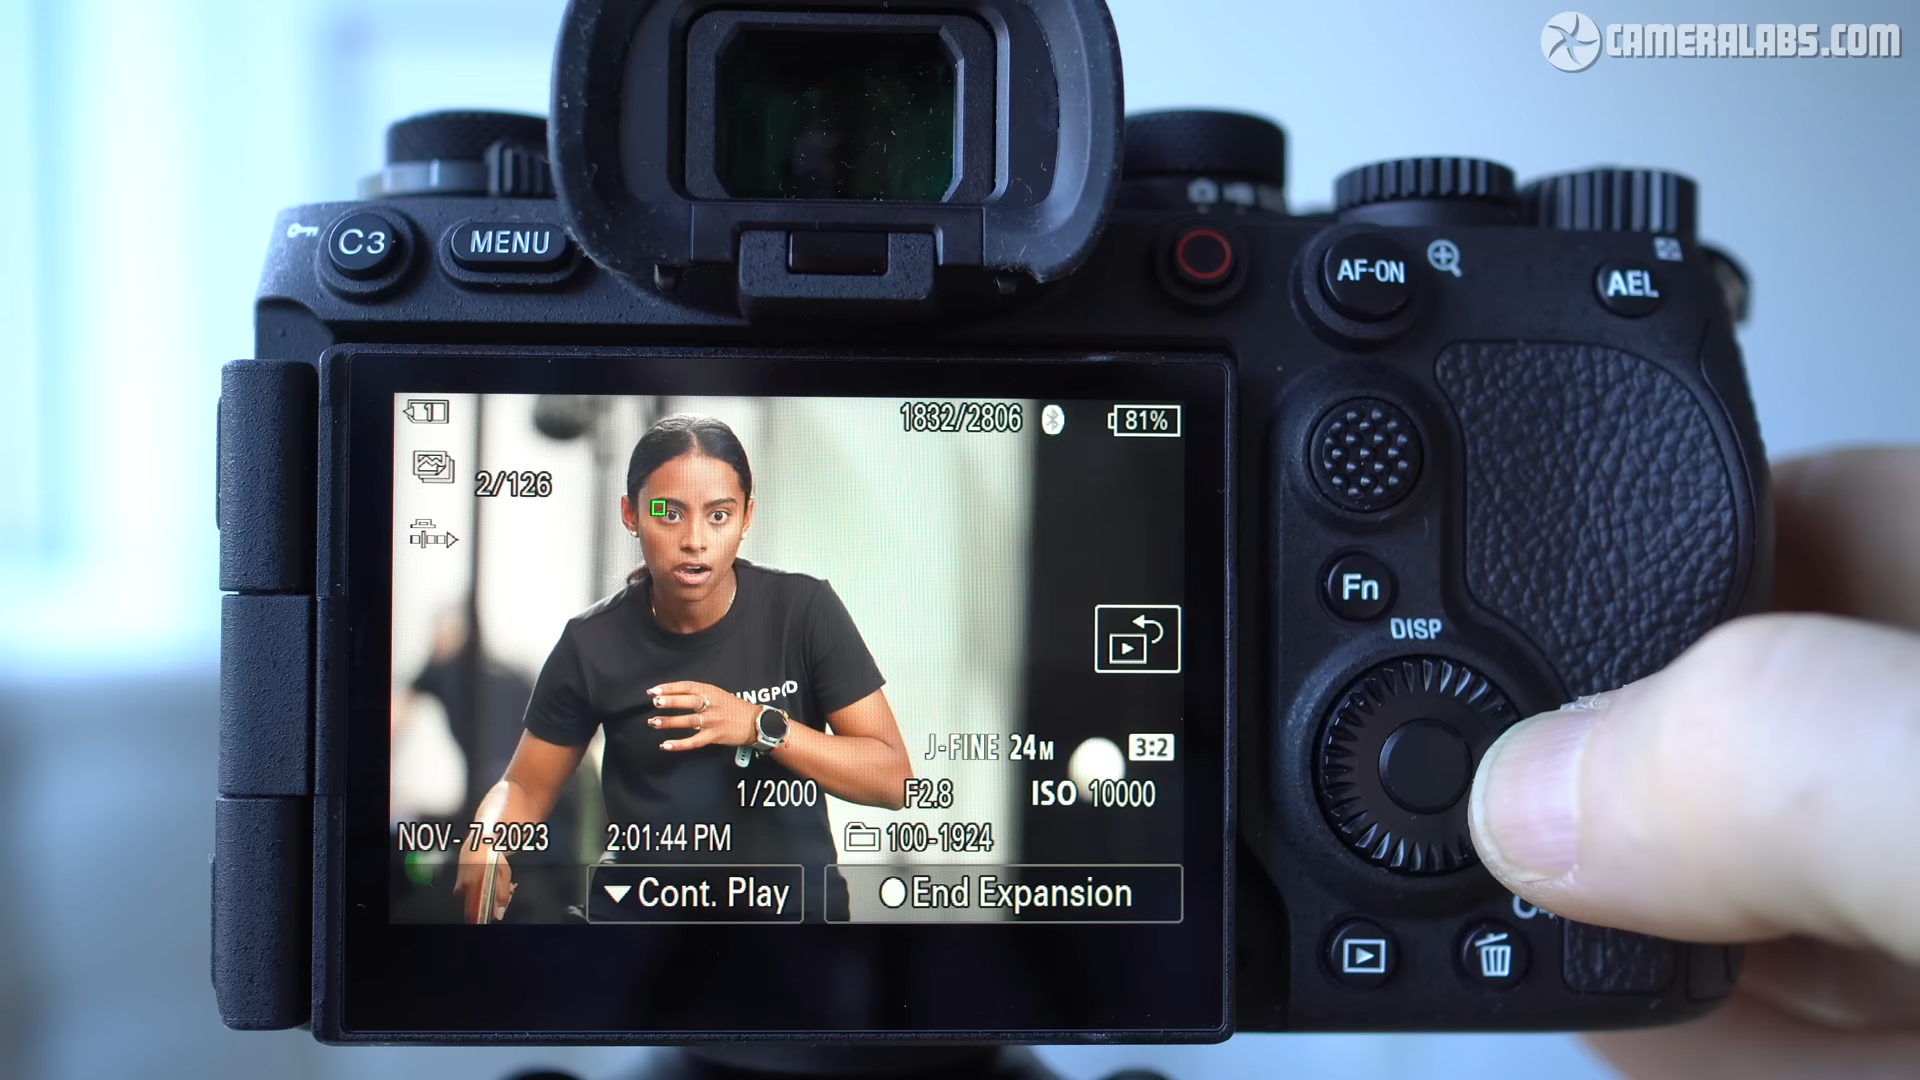 CAMERALABS.COM
C3
MENU
AF-ON
AEL
1
1832/2806
81%
2/126
Fn
DISP
J-FINE 24M 3:2
1/2000 F2.8 ISO 10000
NOV- 7-2023 2:01:44 PM 100-1924
Cont. Play
End Expansion